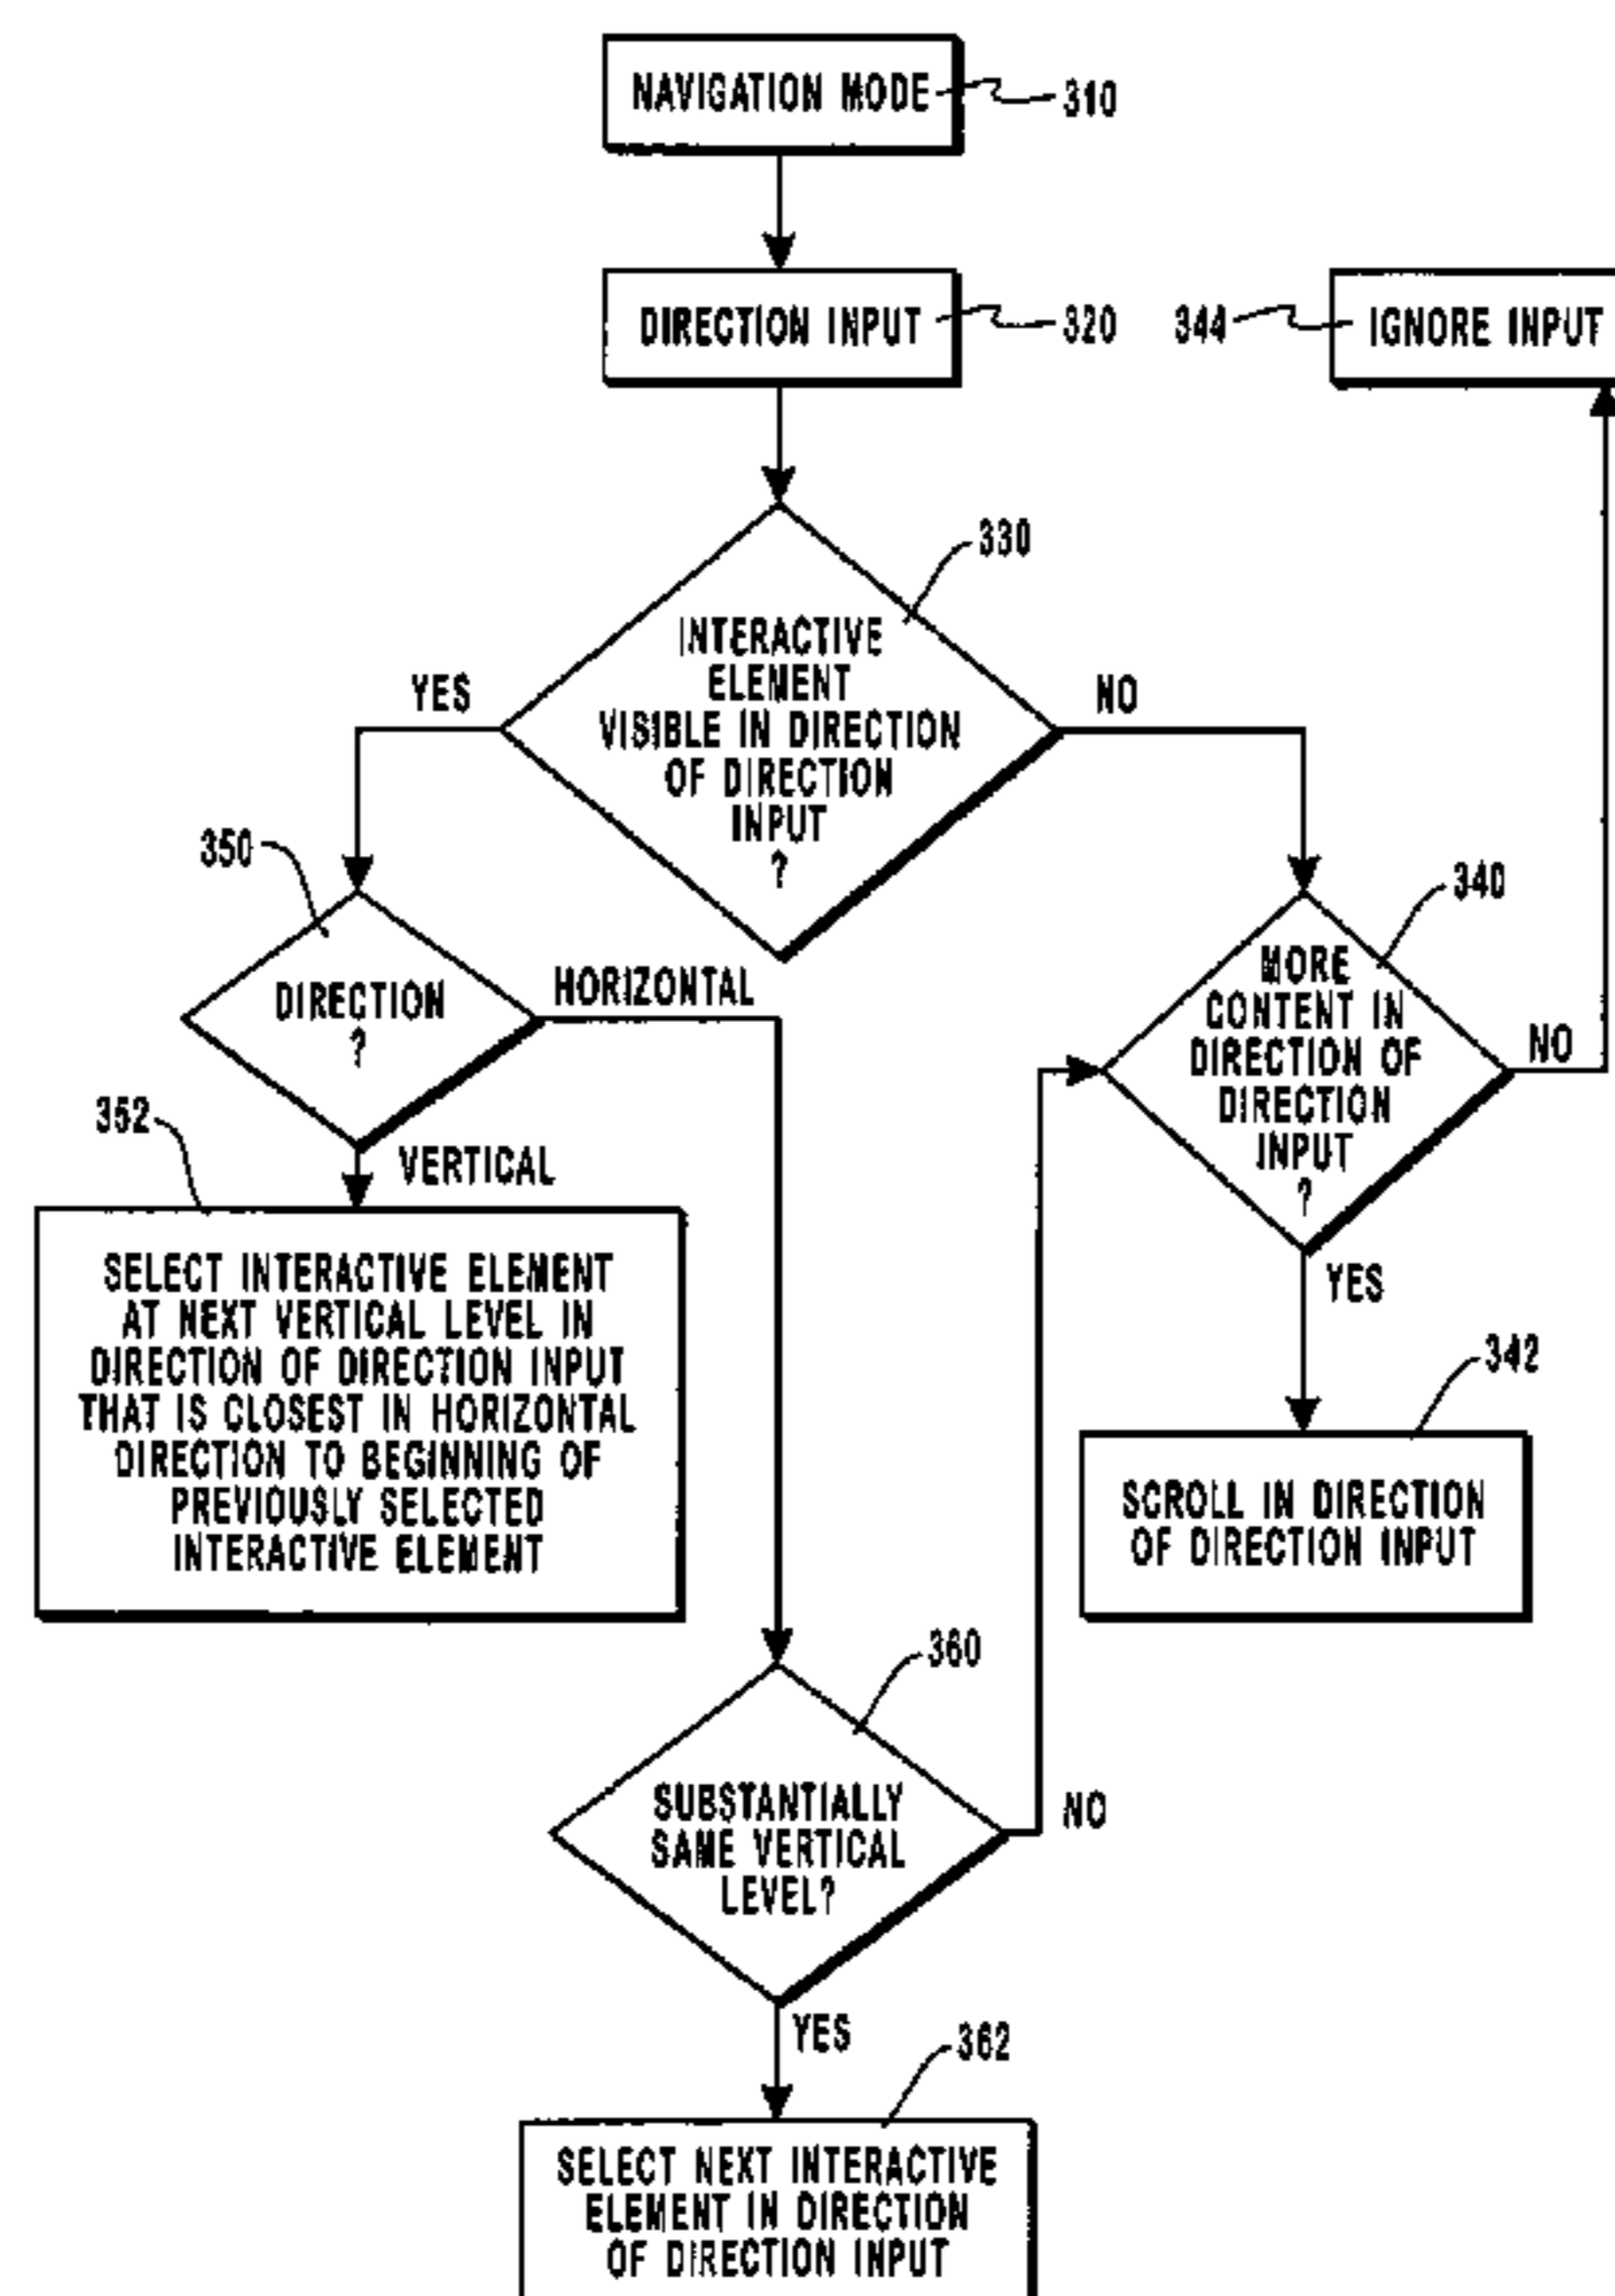 NAVIGATION MODE
310
DIRECTION INPUT
320
344
IGNORE INPUT
330
INTERACTIVE
ELEMENT
VISIBLE IN DIRECTION
OF DIRECTION
INPUT
?
YES
NO
350
DIRECTION
?
HORIZONTAL
VERTICAL
340
MORE
CONTENT IN
DIRECTION OF
DIRECTION
INPUT
?
NO
YES
352
SELECT INTERACTIVE ELEMENT
AT NEXT VERTICAL LEVEL IN
DIRECTION OF DIRECTION INPUT
THAT IS CLOSEST IN HORIZONTAL
DIRECTION TO BEGINNING OF
PREVIOUSLY SELECTED
INTERACTIVE ELEMENT
342
SCROLL IN DIRECTION
OF DIRECTION INPUT
360
SUBSTANTIALLY
SAME VERTICAL
LEVEL?
NO
YES
362
SELECT NEXT INTERACTIVE
ELEMENT IN DIRECTION
OF DIRECTION INPUT